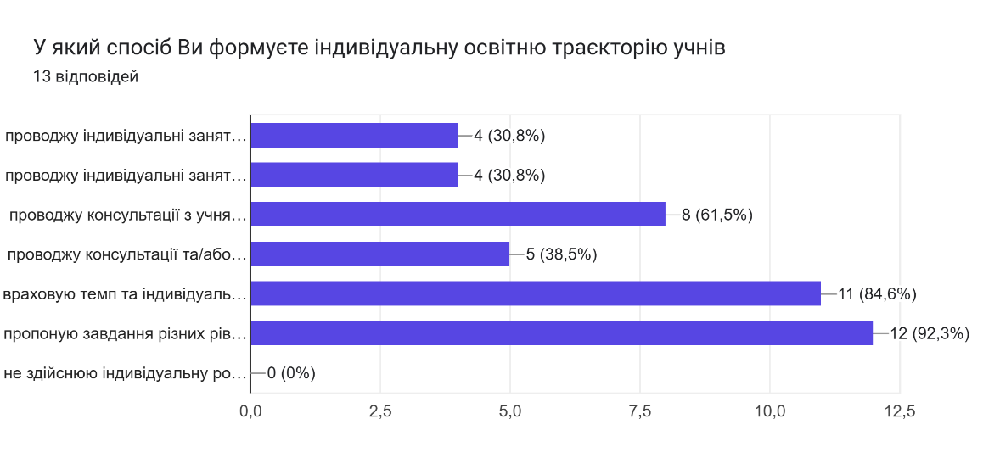 У який спосіб Ви формуєте індивідуальну освітню траєкторію учнів
13 відповідей
проводжу індивідуальні занят… 4 (30,8%)
проводжу індивідуальні занят… 4 (30,8%)
проводжу консультації з учня… 8 (61,5%)
проводжу консультації та/або… 5 (38,5%)
враховую темп та індивідуаль… 11 (84,6%)
пропоную завдання різних рів… 12 (92,3%)
не здійснюю індивідуальну ро… 0 (0%)
0,0 2,5 5,0 7,5 10,0 12,5